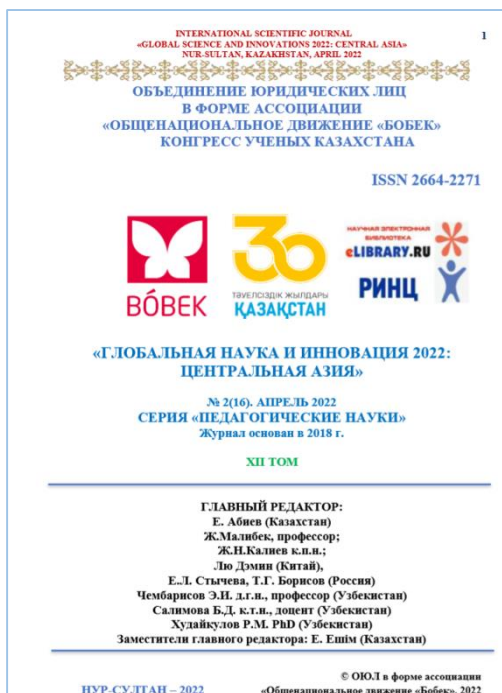 INTERNATIONAL SCIENTIFIC JOURNAL
1
«GLOBAL SCIENCE AND INNOVATIONS 2022: CENTRAL ASIA»
NUR-SULTAN, KAZAKHSTAN, APRIL 2022
ОБЪЕДИНЕНИЕ ЮРИДИЧЕСКИХ ЛИЦ
В ФОРМЕ АССОЦИАЦИИ
«ОБЩЕНАЦИОНАЛЬНОЕ ДВИЖЕНИЕ «БОБЕК»
КОНГРЕСС УЧЕНЫХ КАЗАХСТАНА
ISSN 2664-2271
BÓBEK
30
ТӘУЕЛСІЗДІК ЖЫЛДАРЫ
ҚАЗАҚСТАН
НАУЧНАЯ ЭЛЕКТРОННАЯ
БИБЛИОТЕКА
eLIBRARY.RU
РИНЦ
«ГЛОБАЛЬНАЯ НАУКА И ИННОВАЦИЯ 2022:
ЦЕНТРАЛЬНАЯ АЗИЯ»
№ 2(16). АПРЕЛЬ 2022
СЕРИЯ «ПЕДАГОГИЧЕСКИЕ НАУКИ»
Журнал основан в 2018 г.
XII ТОМ
ГЛАВНЫЙ РЕДАКТОР:
Е. Абиев (Казахстан)
Ж.Малибек, профессор;
Ж.Н.Калиев к.п.н.;
Лю Дэмин (Китай),
Е.Л. Стычева, Т.Г. Борисов (Россия)
Чембарисов Э.И. д.г.н., профессор (Узбекистан)
Салимова Б.Д. к.т.н., доцент (Узбекистан)
Худайкулов Р.М. PhD (Узбекистан)
Заместители главного редактора: Е. Ешім (Казахстан)
© ОЮЛ в форме ассоциации
НУР-СУЛТАН – 2022
«Общенациональное движение «Бобек», 2022